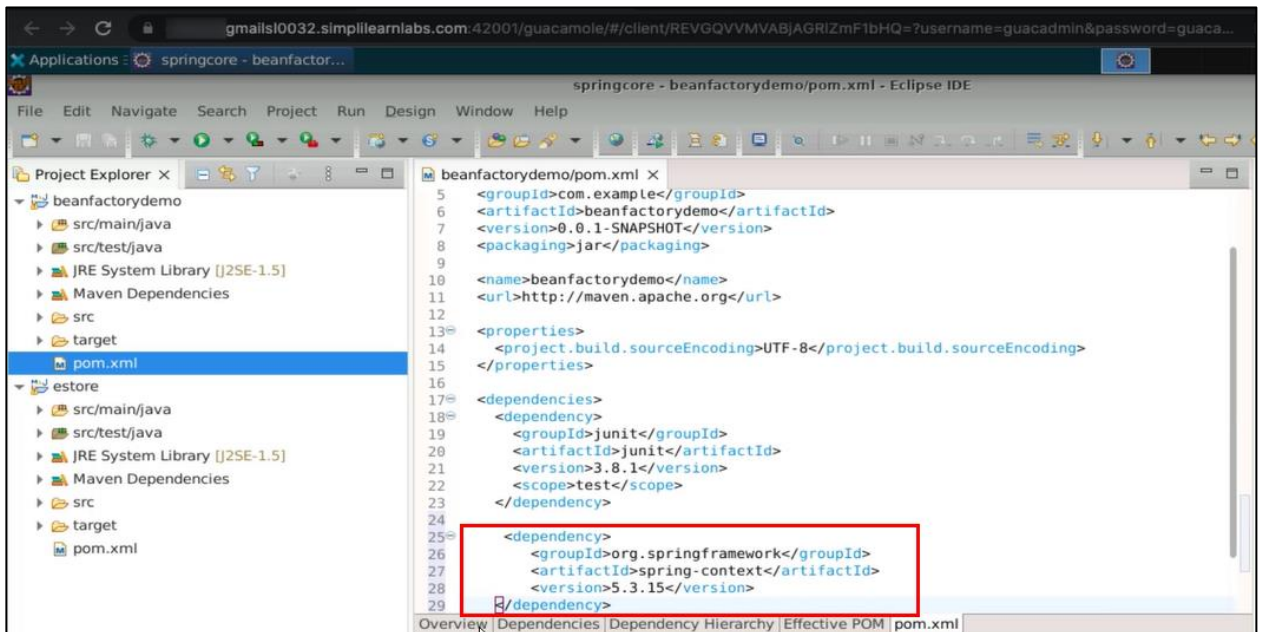 gmailsl0032.simplilearnlabs.com:42001/guacamole/#/client/REVGQVVMVABjAGRlZmF1bHQ=?username=guacadmin&password=guaca...
Applications springcore - beanfactor...
springcore - beanfactorydemo/pom.xml - Eclipse IDE
File Edit Navigate Search Project Run Design Window Help
Project Explorer
beanfactorydemo
src/main/java
src/test/java
JRE System Library [J2SE-1.5]
Maven Dependencies
src
target
pom.xml
estore
src/main/java
src/test/java
JRE System Library [J2SE-1.5]
Maven Dependencies
src
target
pom.xml
beanfactorydemo/pom.xml
5 <groupId>com.example</groupId>
6 <artifactId>beanfactorydemo</artifactId>
7 <version>0.0.1-SNAPSHOT</version>
8 <packaging>jar</packaging>
9
10 <name>beanfactorydemo</name>
11 <url>http://maven.apache.org</url>
12
13 <properties>
14 <project.build.sourceEncoding>UTF-8</project.build.sourceEncoding>
15 </properties>
16
17 <dependencies>
18 <dependency>
19 <groupId>junit</groupId>
20 <artifactId>junit</artifactId>
21 <version>3.8.1</version>
22 <scope>test</scope>
23 </dependency>
24
25 <dependency>
26 <groupId>org.springframework</groupId>
27 <artifactId>spring-context</artifactId>
28 <version>5.3.15</version>
29 </dependency>
Overview Dependencies Dependency Hierarchy Effective POM pom.xml